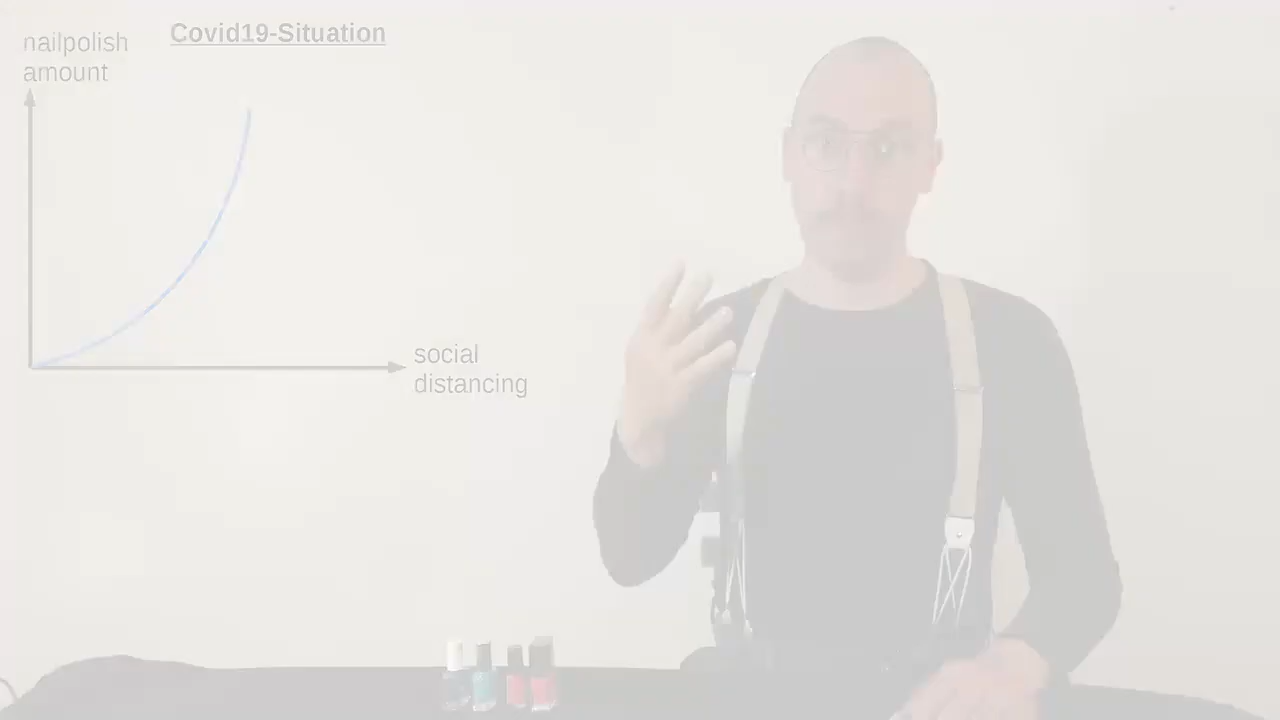 Covid19-Situation
nailpolish
amount
social
distancing